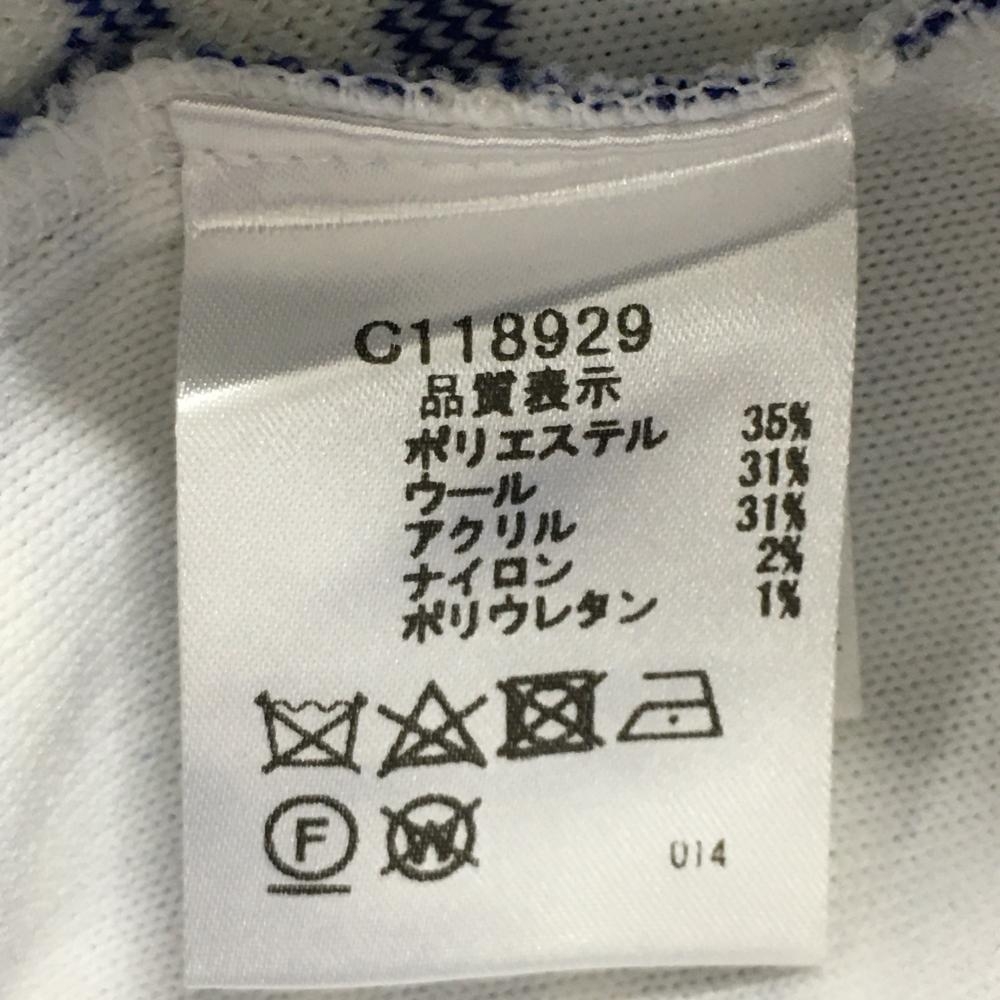 C118929
品質表示
ポリエステル 35%
ウール 31%
アクリル 31%
ナイロン 2%
ポリウレタン 1%
F W 014